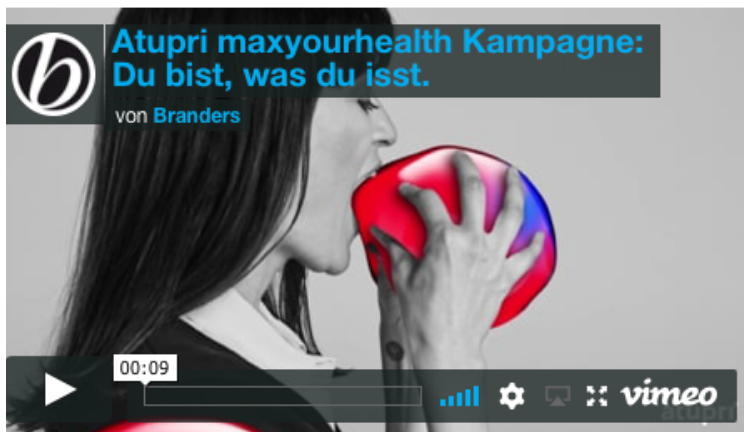 b
Atupri maxyourhealth Kampagne:
Du bist, was du isst.
von Branders
00:09
vimeo
atupri